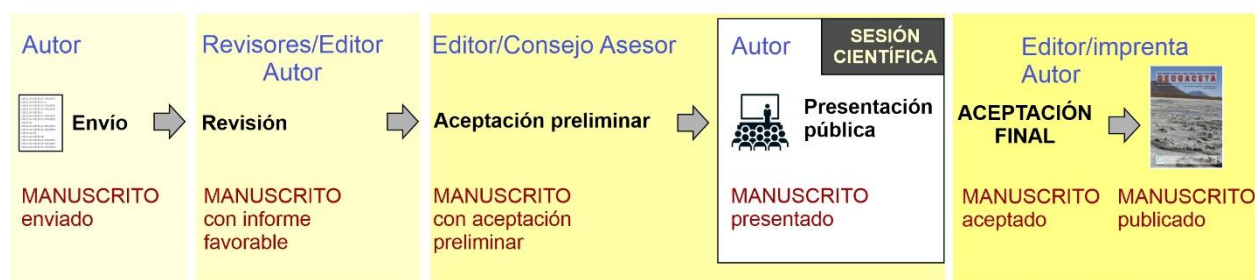 Autor
Envío
MANUSCRITO
enviado
Revisores/Editor
Autor
Revisión
MANUSCRITO
con informe
favorable
Editor/Consejo Asesor
Aceptación preliminar
MANUSCRITO
con aceptación
preliminar
Autor
SESIÓN
CIENTÍFICA
Presentación
pública
MANUSCRITO
presentado
Editor/imprenta
Autor
ACEPTACIÓN
FINAL
GEOGACETA
MANUSCRITO
aceptado
MANUSCRITO
publicado